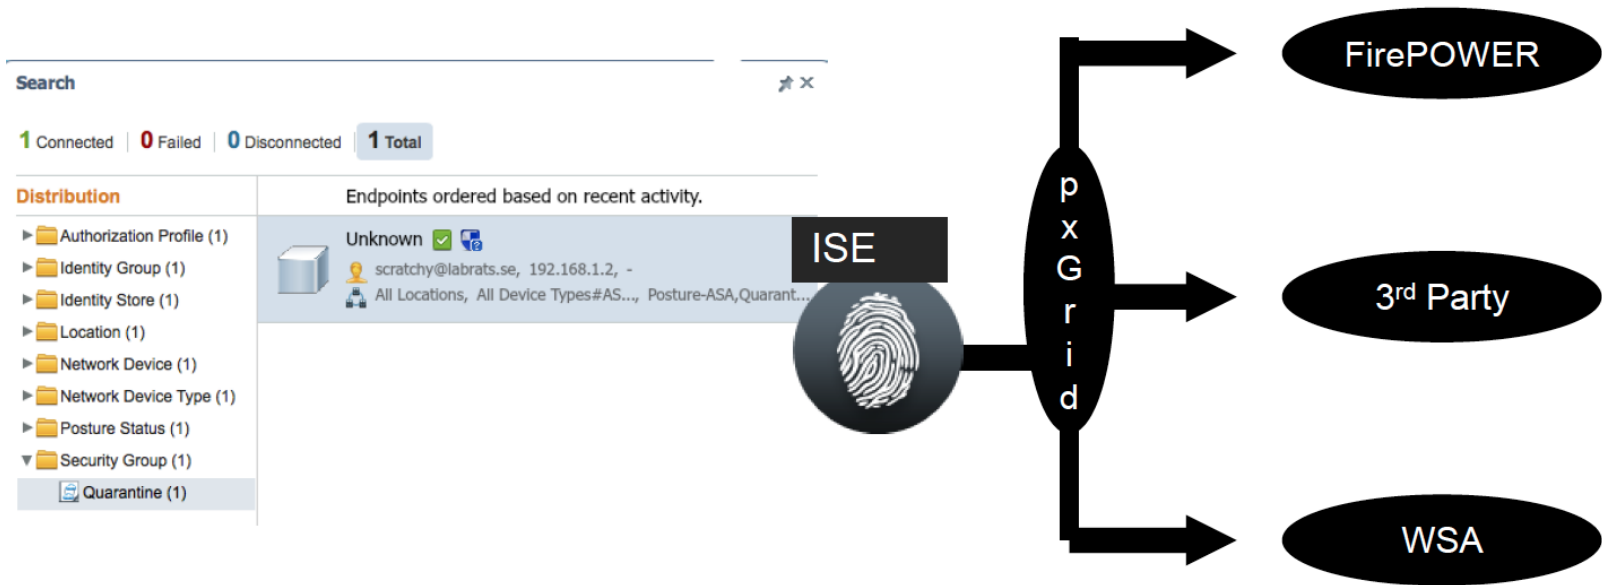 Search
1 Connected 0 Failed 0 Disconnected 1 Total
Distribution
Endpoints ordered based on recent activity.
Authorization Profile (1)
Identity Group (1)
Identity Store (1)
Location (1)
Network Device (1)
Network Device Type (1)
Posture Status (1)
Security Group (1)
Quarantine (1)
Unknown
scratchy@labrats.se, 192.168.1.2, -
All Locations, All Device Types#AS..., Posture-ASA,Quarant...
ISE
pxGrid
FirePOWER
3rd Party
WSA